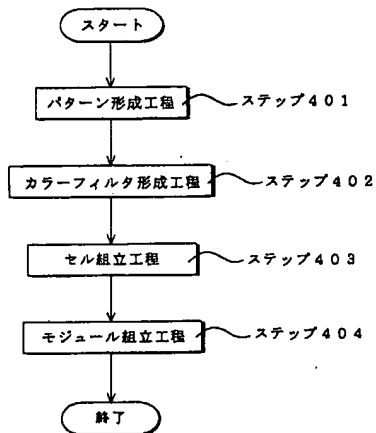 スタート
パターン形成工程 ステップ401
カラーフィルタ形成工程 ステップ402
セル組立工程 ステップ403
モジュール組立工程 ステップ404
終了